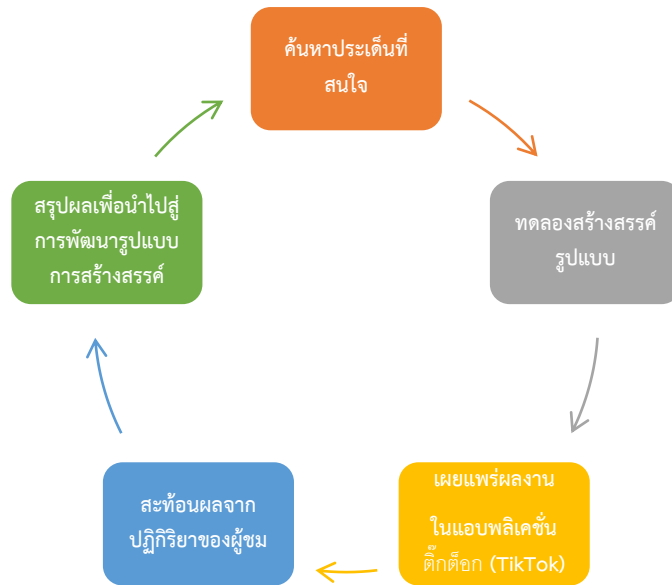 ค้นหาประเด็นที่
สนใจ
ทดลองสร้างสรรค์
รูปแบบ
เผยแพร่ผลงาน
ในแอบพลิเคชั่น
ติ๊กต็อก (TikTok)
สะท้อนผลจาก
ปฏิกิริยาของผู้ชม
สรุปผลเพื่อนำไปสู่
การพัฒนารูปแบบ
การสร้างสรรค์